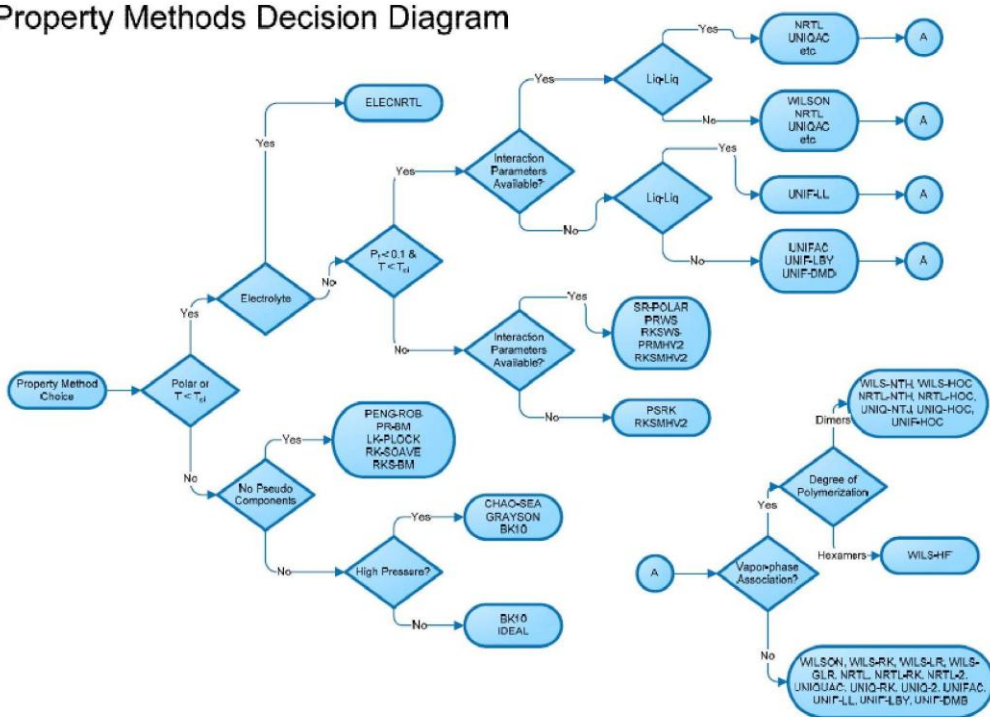 Property Methods Decision Diagram
NRTL
UNIQAC
etc
A
Yes
Liq-Liq
Yes
ELECNRTL
WILSON
NRTL
UNIQAC
etc
A
No
Yes
Interaction
Parameters
Available?
Yes
Yes
Liq-Liq
UNIF-LL
A
No
Pr<0.1 &
T < Tci
UNIFAC
UNIF-LBY
UNIF-DMD
A
No
Electrolyte
No
Yes
Yes
SR-POLAR
PRWS
RKSWS
PRMHV2
RKSMHV2
Interaction
Parameters
Available?
No
Property Method
Choice
Polar or
T < Tci
No
PSRK
RKSMHV2
WILS-NTH, WILS-HOC
NRTL-NTH, NRTL-HOC,
UNIQ-NTJ, UNIQ-HOC,
UNIF-HOC
PENG-ROB
PR-BM
LK-PLOCK
RK-SOAVE
RKS-BM
Yes
Dimers
No
No Pseudo
Components
Degree of
Polymerization
CHAO-SEA
GRAYSON
BK10
Yes
Yes
No
High Pressure?
Hexamers
WILS-HF
A
Vapor-phase
Association?
No
BK10
IDEAL
No
WILSON, WILS-RK, WILS-LR, WILS-
GLR, NRTL, NRTL-RK, NRTL-2,
UNIQUAC, UNIQ-RK, UNIQ-2, UNIFAC,
UNIF-LL, UNIF-LBY, UNIF-DMB